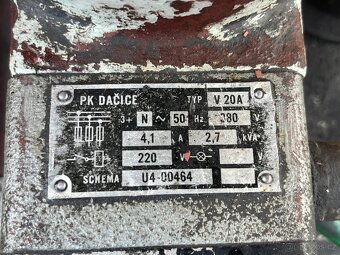 PK DAČICE TYP V 20A
3+ N ~ 50 Hz 380 V
4,1 A 2,7 kVA
220 V V
SCHEMA U4-00464